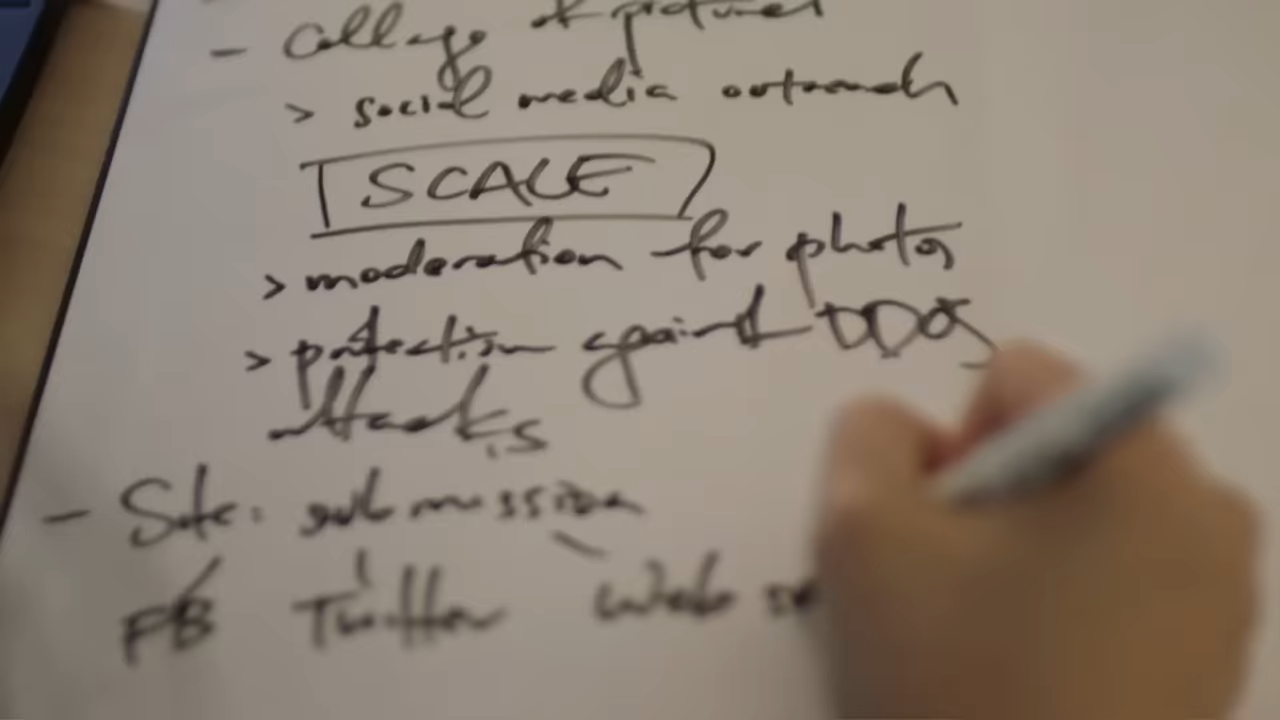 - Collage of pictures
> social media outreach
SCALE
> moderation for photos
> protection against DDoS
attacks
- Site: submission
FB Twitter Web